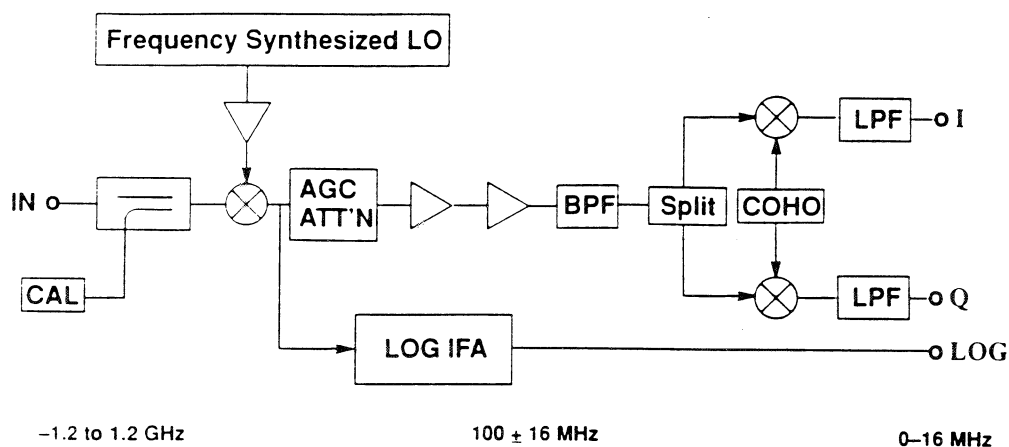 Frequency Synthesized LO
IN
AGC
ATT'N
BPF
Split
COHO
LPF
I
CAL
LPF
Q
LOG IFA
LOG
–1.2 to 1.2 GHz
100 ± 16 MHz
0–16 MHz